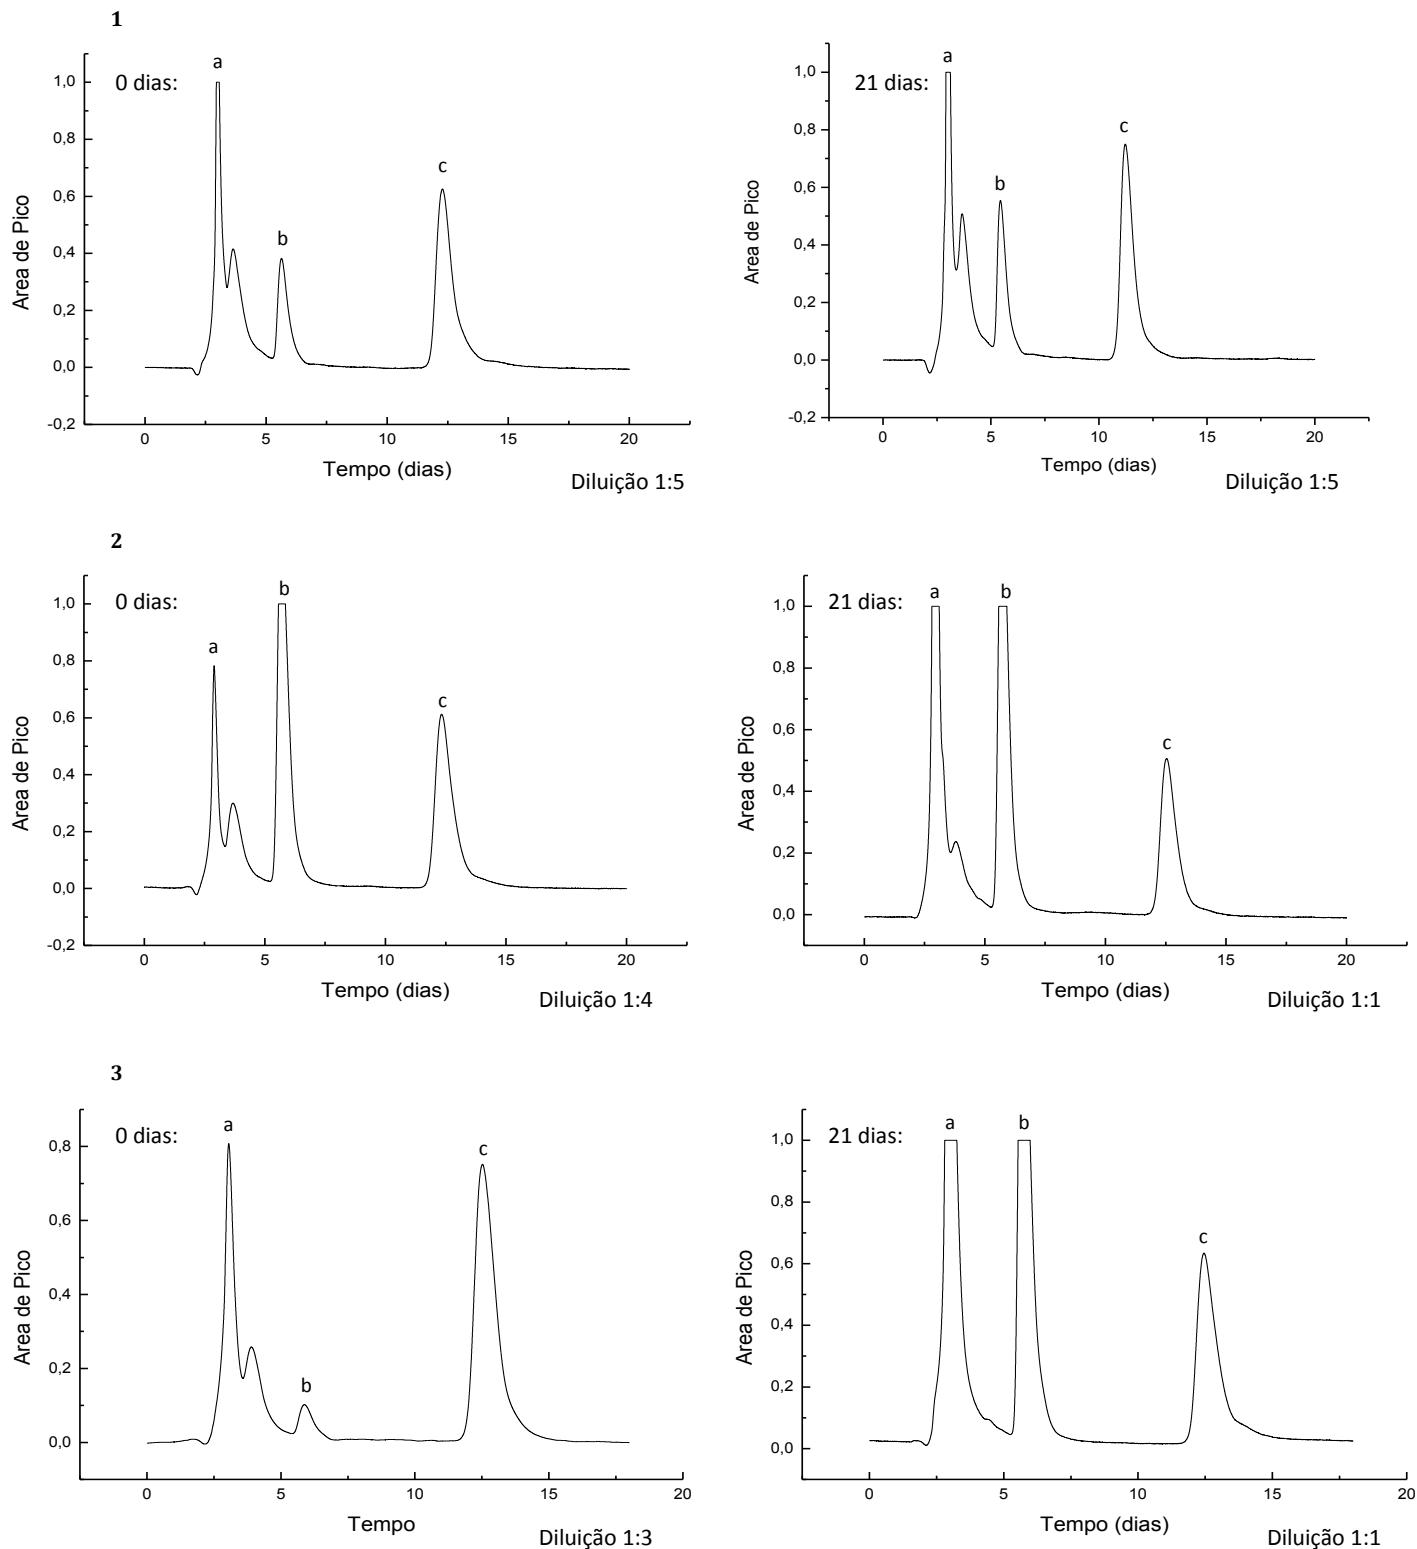 1
0 dias:
a
b
c
1,0
0,8
0,6
0,4
0,2
0,0
-0,2
Area de Pico
0 5 10 15 20
Tempo (dias)
Diluição 1:5
21 dias:
a
b
c
1,0
0,8
0,6
0,4
0,2
0,0
-0,2
Area de Pico
0 5 10 15 20
Tempo (dias)
Diluição 1:5
2
0 dias:
a
b
c
1,0
0,8
0,6
0,4
0,2
0,0
-0,2
Area de Pico
0 5 10 15 20
Tempo (dias)
Diluição 1:4
21 dias:
a
b
c
1,0
0,8
0,6
0,4
0,2
0,0
Area de Pico
0 5 10 15 20
Tempo (dias)
Diluição 1:1
3
0 dias:
a
b
c
0,8
0,6
0,4
0,2
0,0
Area de Pico
0 5 10 15 20
Tempo
Diluição 1:3
21 dias:
a
b
c
1,0
0,8
0,6
0,4
0,2
0,0
Area de Pico
0 5 10 15 20
Tempo (dias)
Diluição 1:1